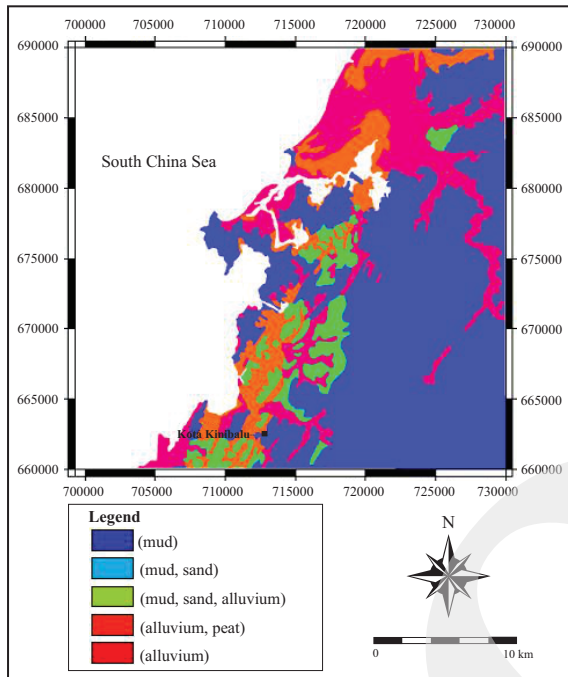 700000 705000 710000 715000 720000 725000 730000
690000 690000
685000 685000
South China Sea
680000 680000
675000 675000
670000 670000
665000 665000
Kota Kinibalu
660000 660000
700000 705000 710000 715000 720000 725000 730000
Legend
(mud)
(mud, sand)
(mud, sand, alluvium)
(alluvium, peat)
(alluvium)
N
0 10 km